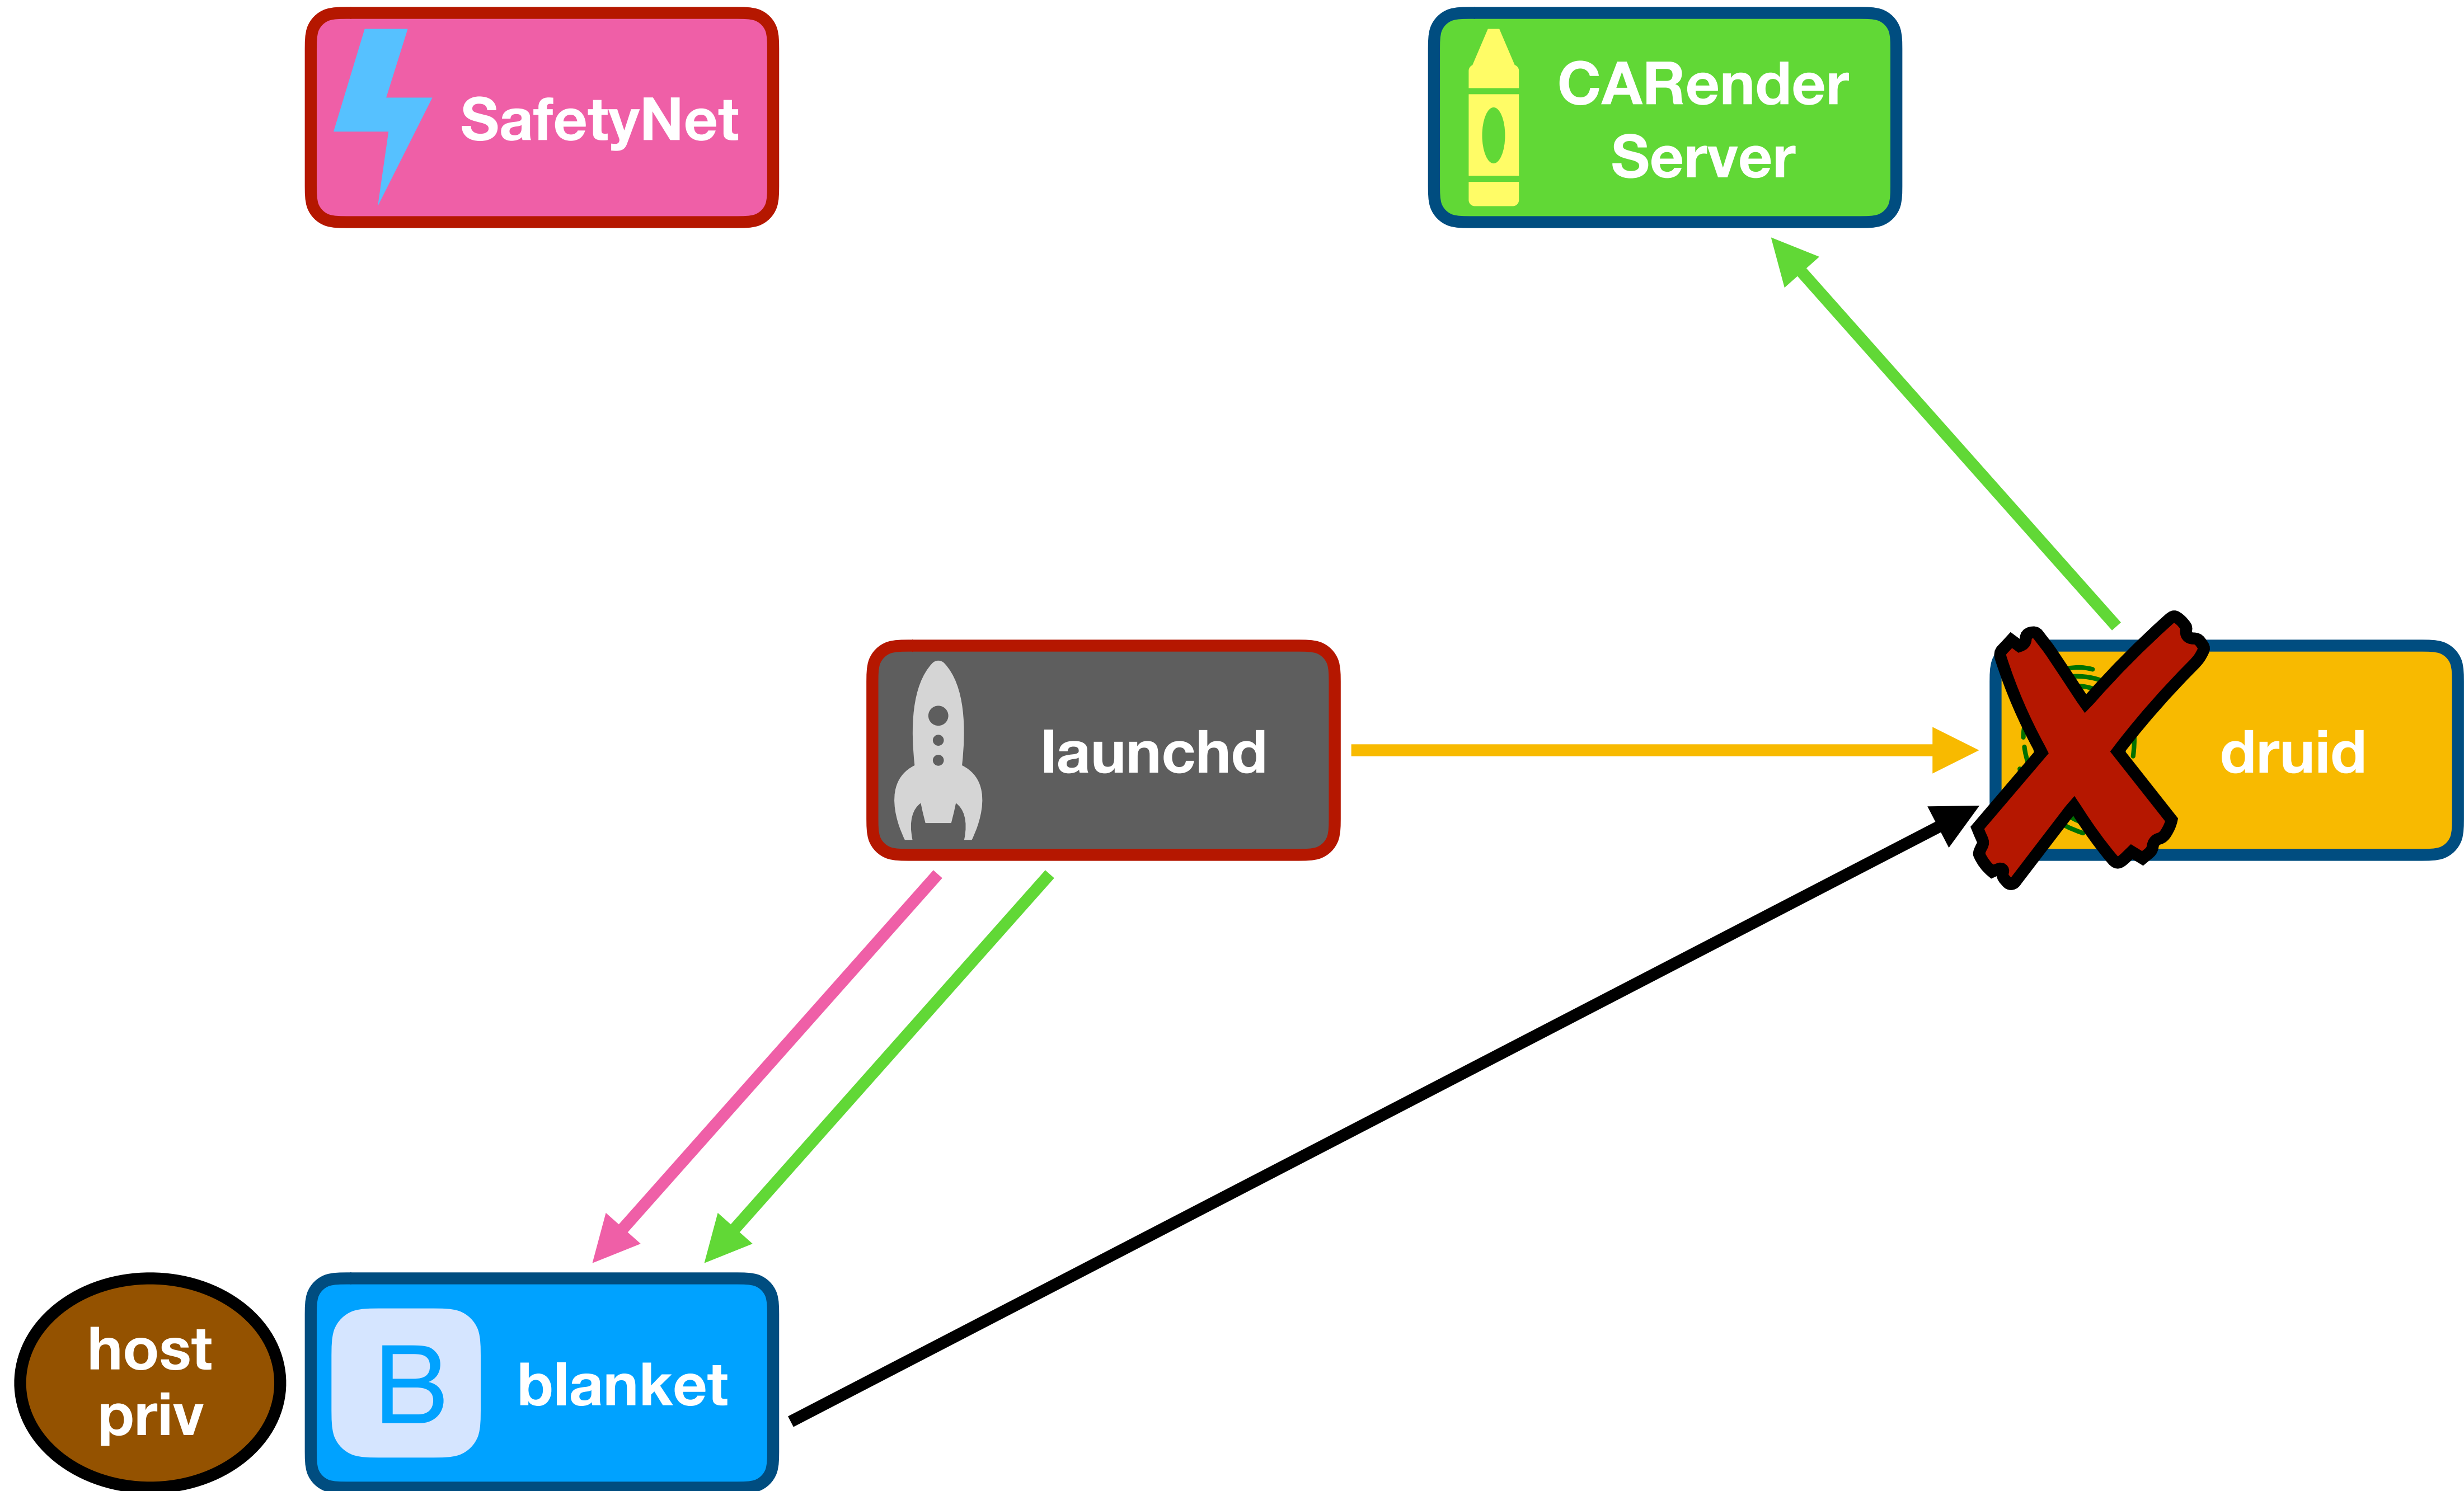 SafetyNet
CARender
Server
launchd
druid
host
priv
B
blanket